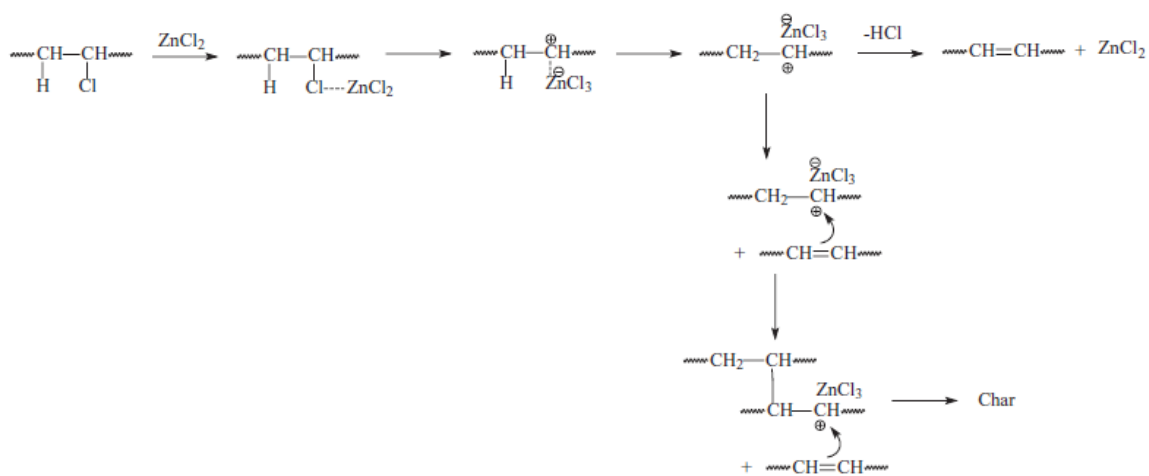 ZnCl2
CH—CH
H Cl
CH—CH
H Cl----ZnCl2
⊕
CH—CH
⊖
H ZnCl3
⊖
ZnCl3
CH2—CH
⊕
-HCl
CH=CH + ZnCl2
⊖
ZnCl3
CH2—CH
⊕
+ CH=CH
CH2—CH
ZnCl3
CH—CH
⊕
Char
+ CH=CH